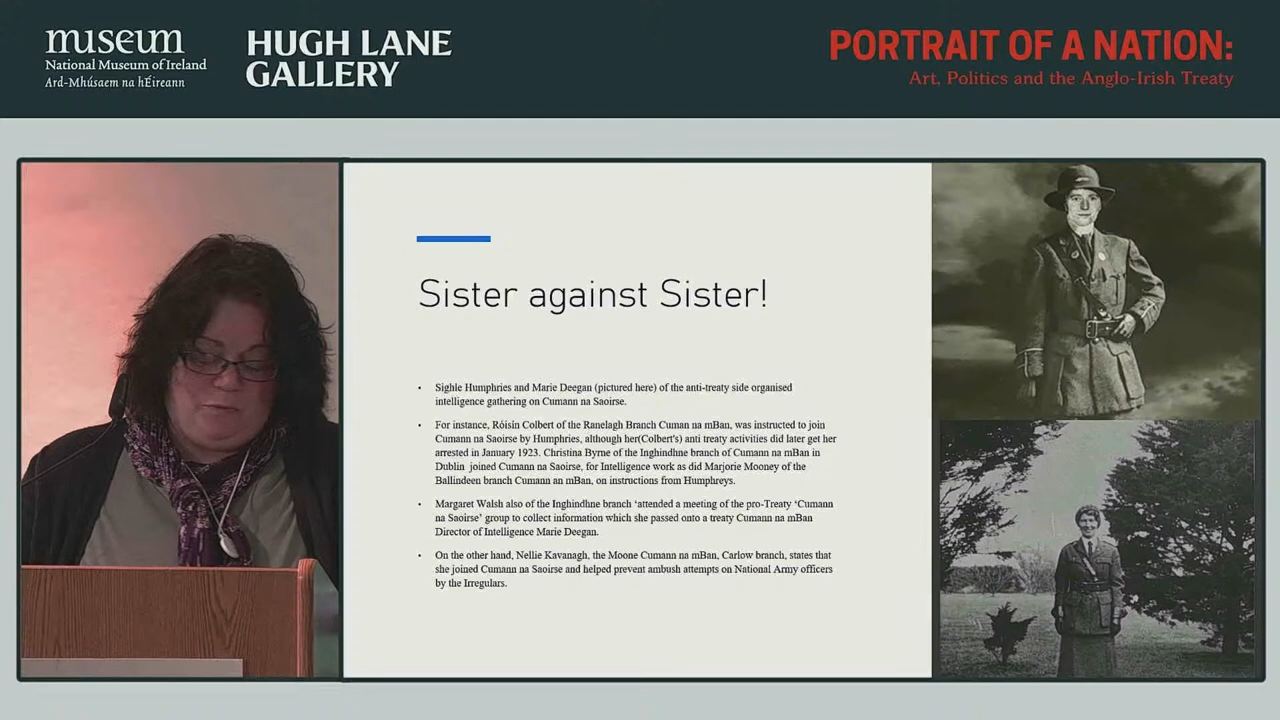 museum
National Museum of Ireland
Ard-Mhúsaem na hÉireann
HUGH LANE
GALLERY
PORTRAIT OF A NATION:
Art, Politics and the Anglo-Irish Treaty
Sister against Sister!
• Sighle Humphries and Marie Deegan (pictured here) of the anti-treaty side organised
intelligence gathering on Cumann na Saoirse.
• For instance, Róisín Colbert of the Ranelagh Branch Cuman na mBan, was instructed to join
Cumann na Saoirse by Humphries, although her(Colbert's) anti treaty activities did later get her
arrested in January 1923. Christina Byrne of the Inghindhne branch of Cumann na mBan in
Dublin joined Cumann na Saoirse, for Intelligence work as did Marjorie Mooney of the
Ballindeen branch Cumann an mBan, on instructions from Humphreys.
• Margaret Walsh also of the Inghindhne branch ‘attended a meeting of the pro-Treaty ‘Cumann
na Saoirse’ group to collect information which she passed onto a treaty Cumann na mBan
Director of Intelligence Marie Deegan.
• On the other hand, Nellie Kavanagh, the Moone Cumann na mBan, Carlow branch, states that
she joined Cumann na Saoirse and helped prevent ambush attempts on National Army officers
by the Irregulars.